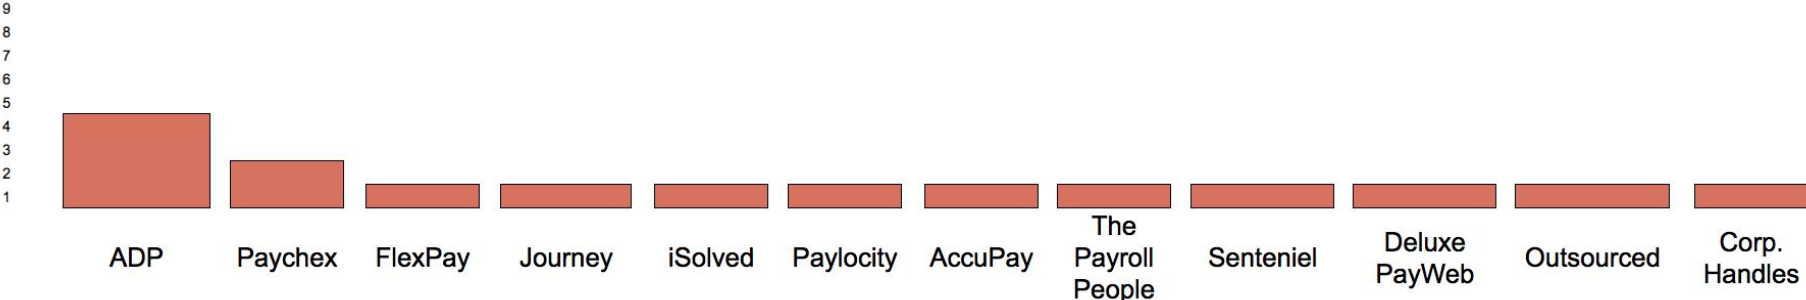 9
8
7
6
5
4
3
2
1
ADP
Paychex
FlexPay
Journey
iSolved
Paylocity
AccuPay
The
Payroll
People
Senteniel
Deluxe
PayWeb
Outsourced
Corp.
Handles